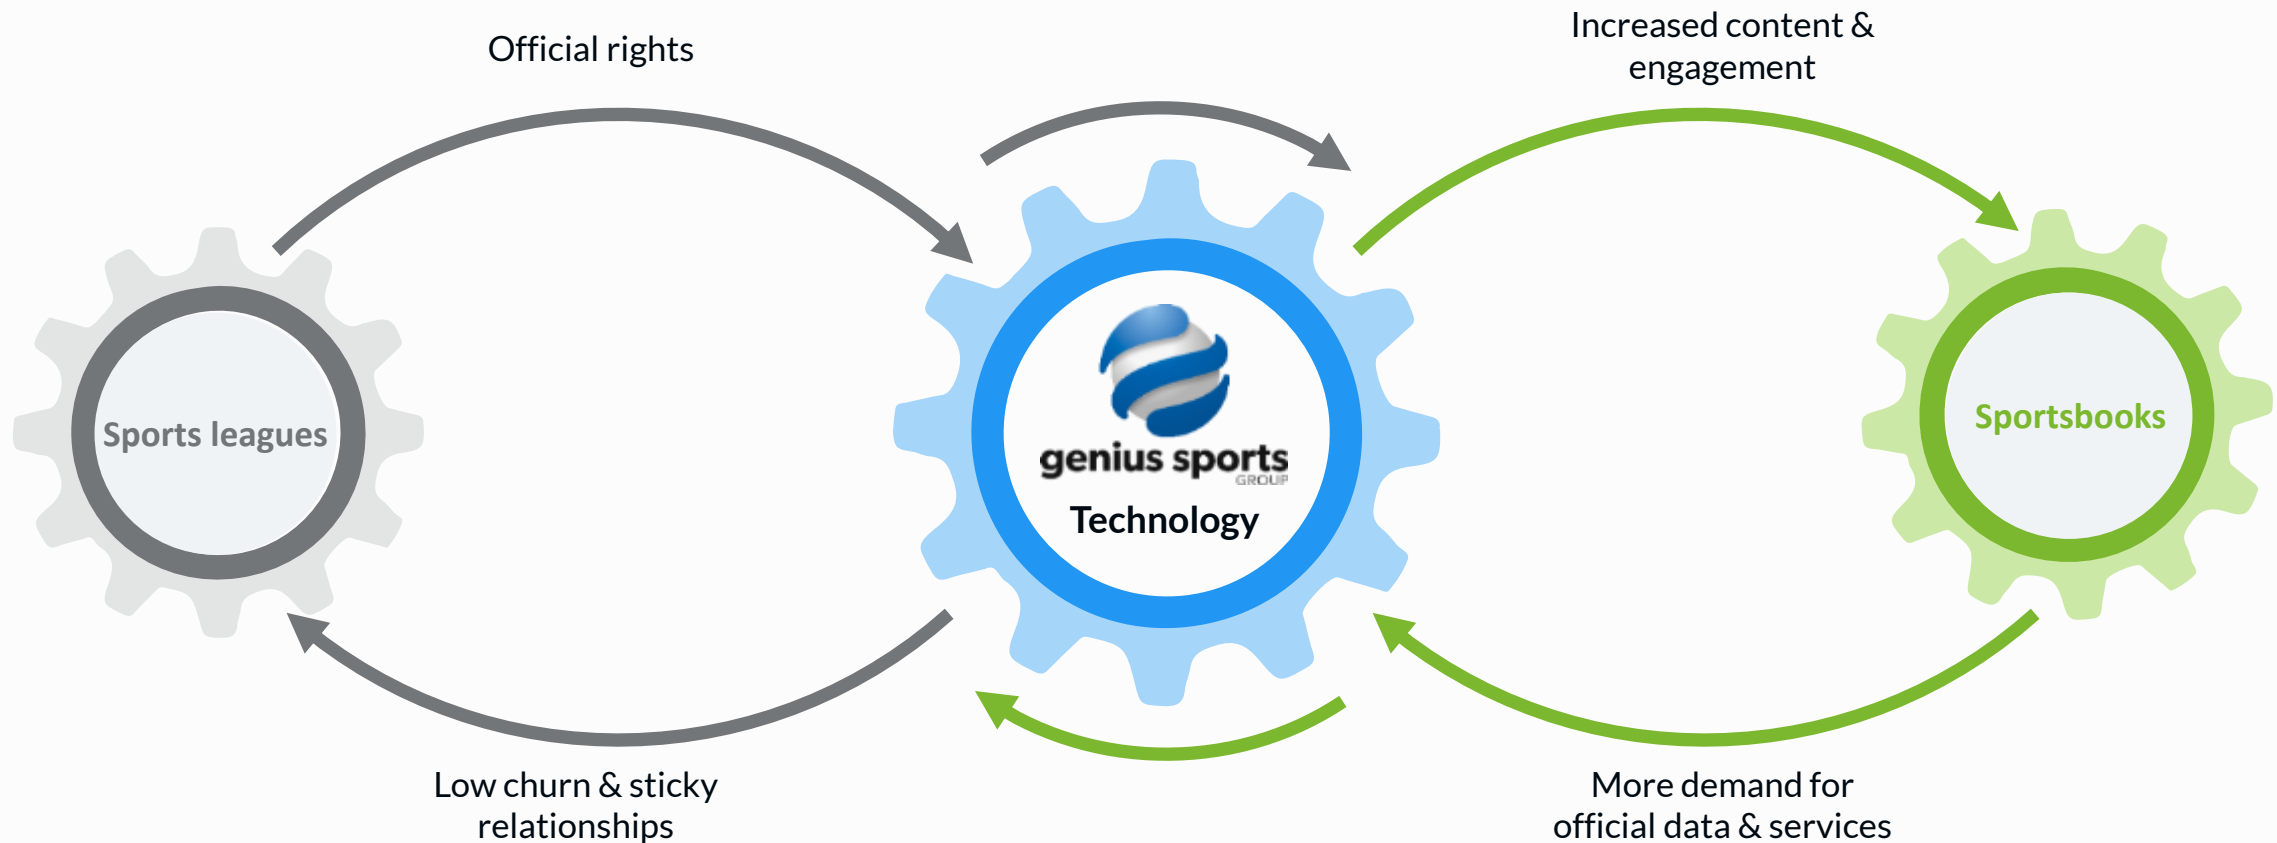 Official rights
Increased content &
engagement
Sports leagues
genius sports
GROUP
Technology
Sportsbooks
Low churn & sticky
relationships
More demand for
official data & services